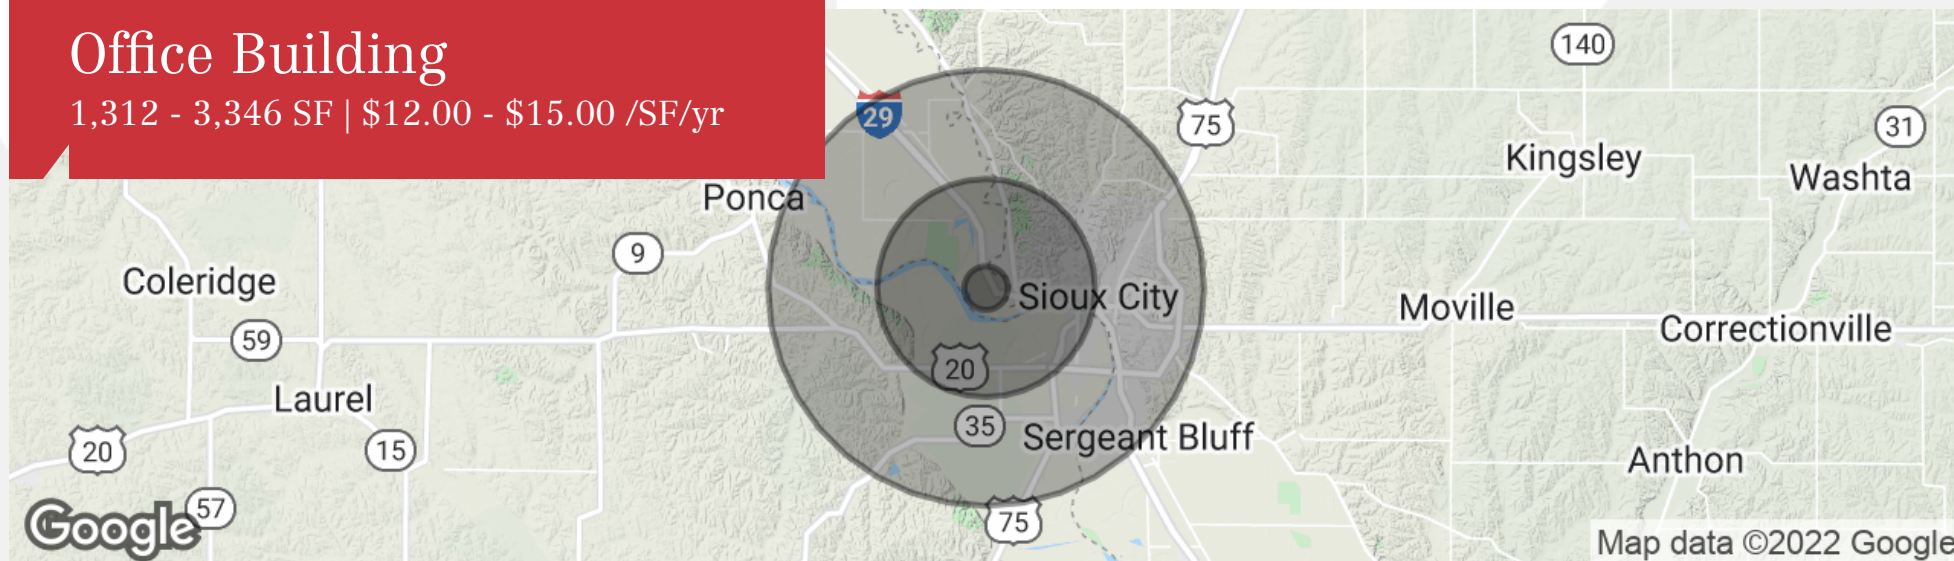 Office Building
1,312 - 3,346 SF | $12.00 - $15.00 /SF/yr
140
29
75
31
Kingsley
Washta
Ponca
9
Coleridge
Sioux City
Moville
59
Correctionville
20
Laurel
35
Sergeant Bluff
20
15
Anthon
57
75
Google
Map data ©2022 Google